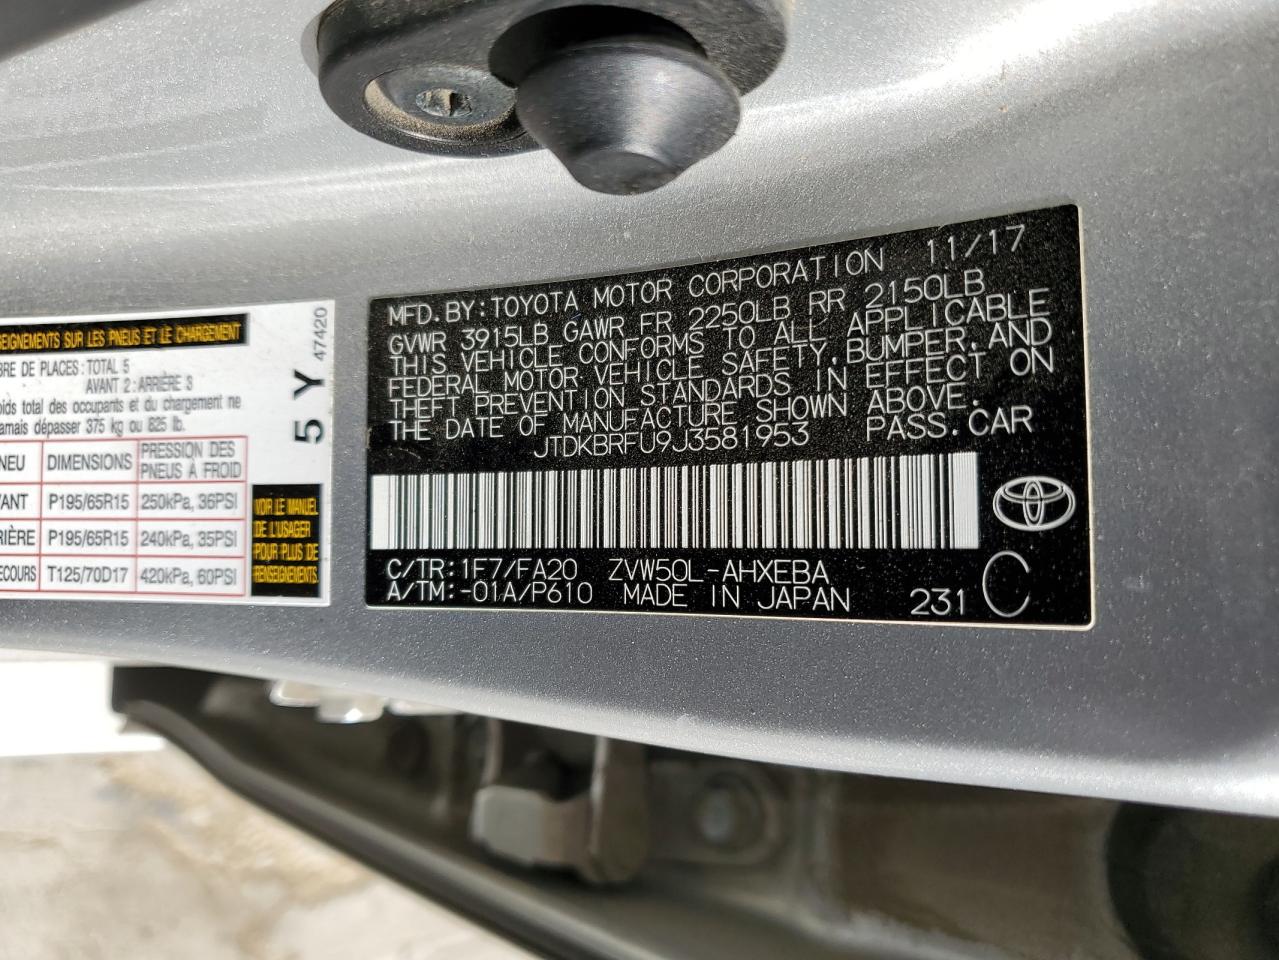 SEIGNEMENTS SUR LES PNEUS ET LE CHARGEMENT
BRE DE PLACES : TOTAL 5
AVANT 2 : ARRIÈRE 3
oids total des occupants et du chargement ne
amais dépasser 375 kg ou 825 lb.
NEU DIMENSIONS PRESSION DES PNEUS À FROID
VANT P195/65R15 250kPa, 36PSI
RIÈRE P195/65R15 240kPa, 35PSI
ECOURS T125/70D17 420kPa, 60PSI
5 Y 47420
VOIR LE MANUEL
DE L'USAGER
POUR PLUS DE
RENSEIGNEMENTS
MFD. BY: TOYOTA MOTOR CORPORATION 11/17
GVWR 3915LB GAWR FR 2250LB RR 2150LB
THIS VEHICLE CONFORMS TO ALL APPLICABLE
FEDERAL MOTOR VEHICLE SAFETY, BUMPER, AND
THEFT PREVENTION STANDARDS IN EFFECT ON
THE DATE OF MANUFACTURE SHOWN ABOVE.
JTDKBRFU9J3581953 PASS. CAR
C/TR: 1F7/FA20 ZVW50L-AHXEBA
A/TM: -01A/P610 MADE IN JAPAN 231 C